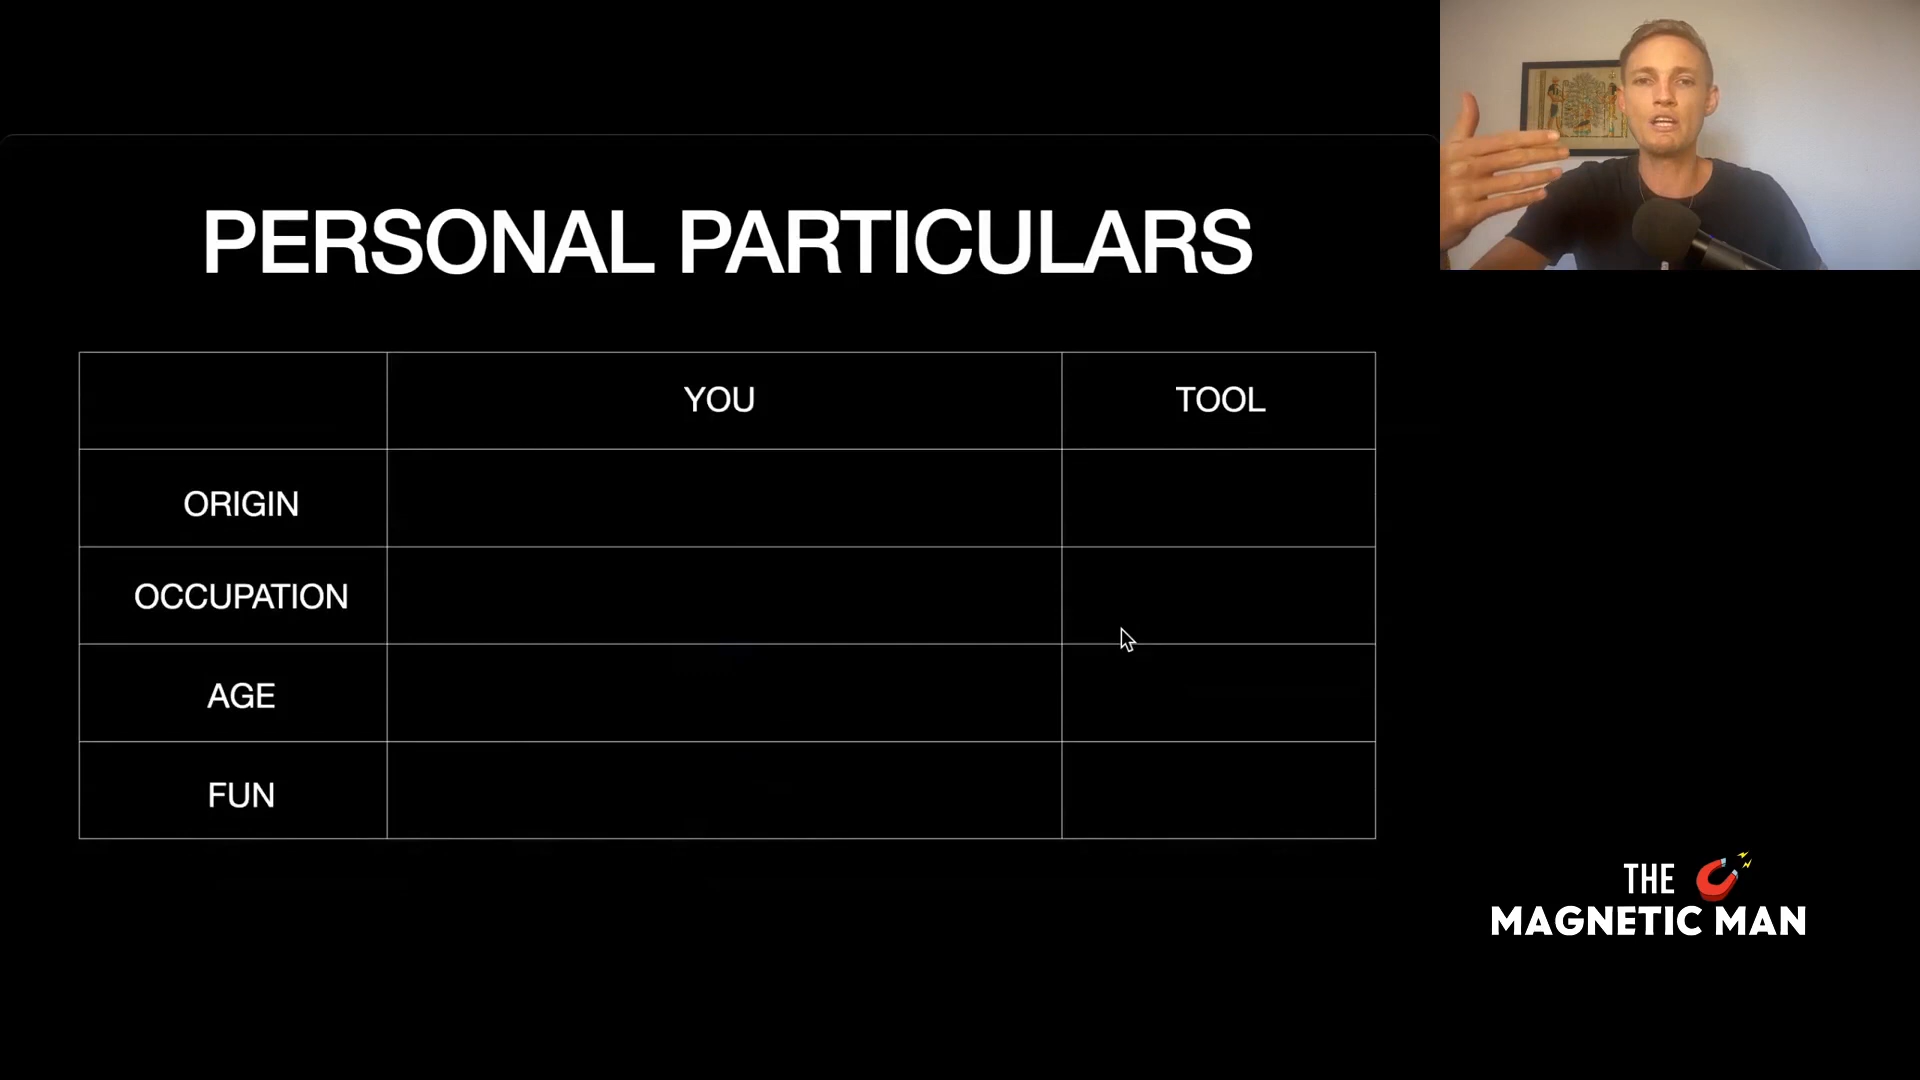 PERSONAL PARTICULARS
YOU
TOOL
ORIGIN
OCCUPATION
AGE
FUN
THE
MAGNETIC MAN